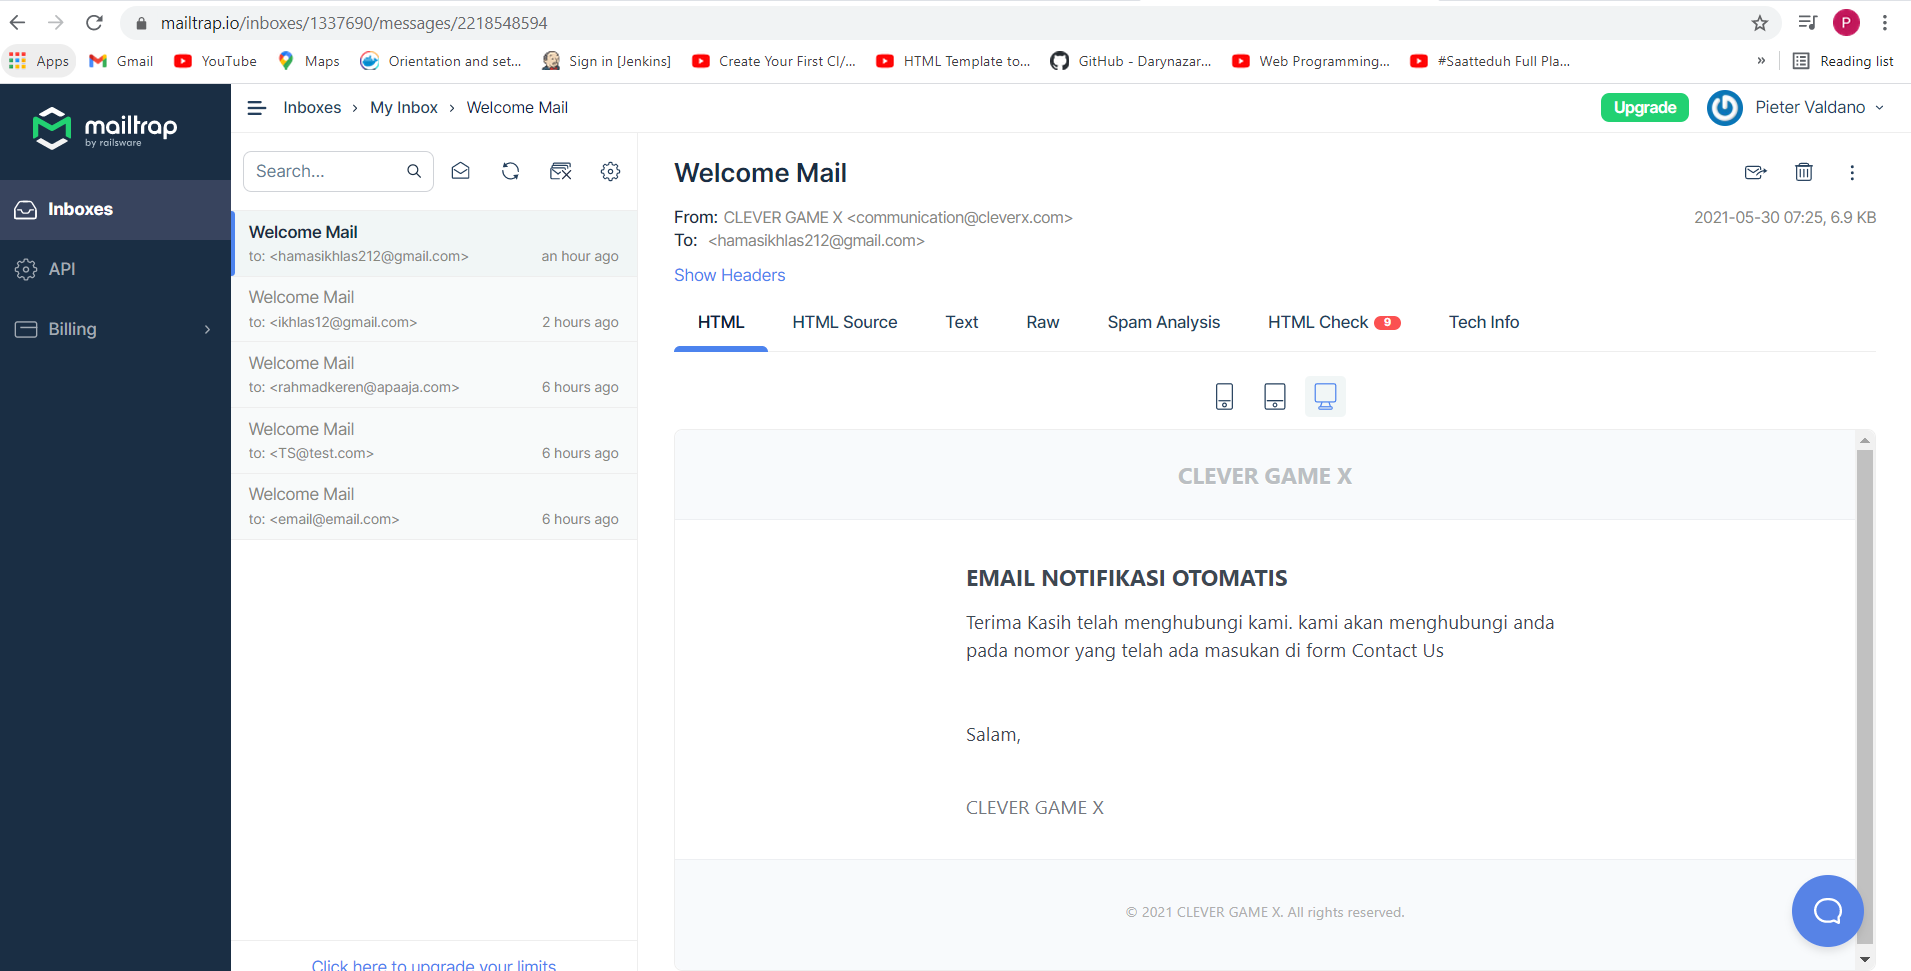 mailtrap.io/inboxes/1337690/messages/2218548594
P
Apps
Gmail
YouTube
Maps
Orientation and set...
Sign in [Jenkins]
Create Your First CI/...
HTML Template to...
GitHub - Darynazar...
Web Programming...
#Saatteduh Full Pla...
»
Reading list
mailtrap
by railsware
Inboxes › My Inbox › Welcome Mail
Upgrade
Pieter Valdano
Inboxes
API
Billing
Search...
Welcome Mail
to: <hamasikhlas212@gmail.com>
an hour ago
Welcome Mail
to: <ikhlas12@gmail.com>
2 hours ago
Welcome Mail
to: <rahmadkeren@apaaja.com>
6 hours ago
Welcome Mail
to: <TS@test.com>
6 hours ago
Welcome Mail
to: <email@email.com>
6 hours ago
Click here to upgrade your limits
Welcome Mail
From: CLEVER GAME X <communication@cleverx.com>
2021-05-30 07:25, 6.9 KB
To: <hamasikhlas212@gmail.com>
Show Headers
HTML
HTML Source
Text
Raw
Spam Analysis
HTML Check 9
Tech Info
CLEVER GAME X
EMAIL NOTIFIKASI OTOMATIS
Terima Kasih telah menghubungi kami. kami akan menghubungi anda
pada nomor yang telah ada masukan di form Contact Us
Salam,
CLEVER GAME X
© 2021 CLEVER GAME X. All rights reserved.